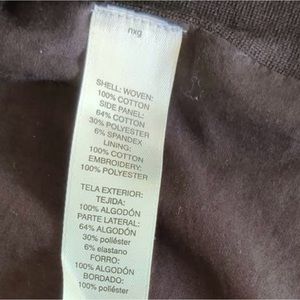 nxg
SHELL: WOVEN:
100% COTTON
SIDE PANEL:
64% COTTON
30% POLYESTER
6% SPANDEX
LINING:
100% COTTON
EMBROIDERY:
100% POLYESTER
TELA EXTERIOR:
TEJIDA:
100% ALGODÓN
PARTE LATERAL:
64% ALGODÓN
30% poliéster
6% elastano
FORRO:
100% ALGODÓN
BORDADO:
100% poliéster